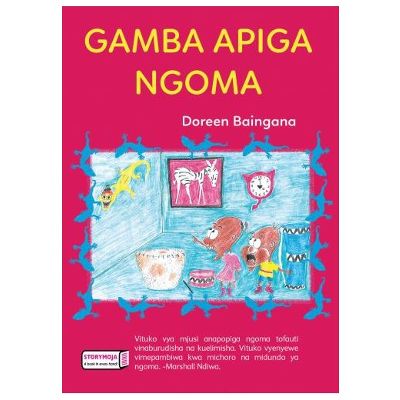 GAMBA APIGA
NGOMA
Doreen Baingana
Vituko vya mjusi anapopiga ngoma tofauti
vinaburudisha na kuelimisha. Vituko vyenyewe
vimepambiwa kwa michoro na midundo ya
ngoma. -Marshall Ndiwa.
STORYMOJA